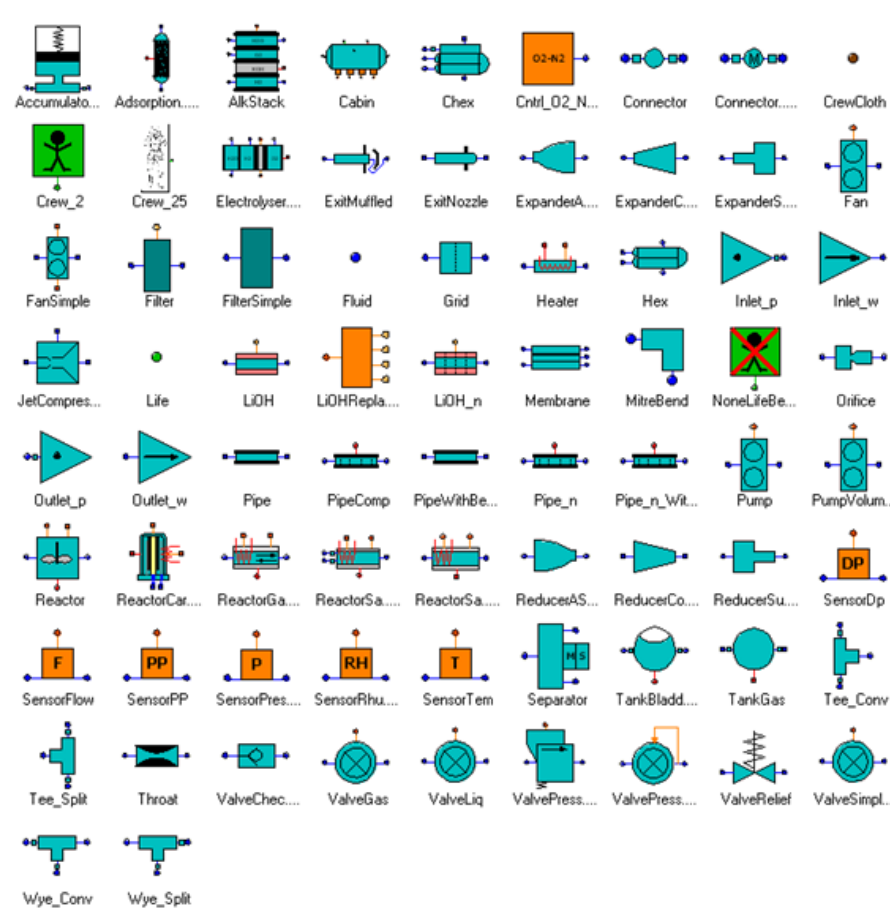 O2-N2
Accumulato... Adsorption..... AlkStack Cabin Chex Cntrl_O2_N... Connector Connector..... CrewCloth
M
Crew_2 Crew_25 Electrolyser.... ExitMuffled ExitNozzle ExpanderA.... ExpanderC.... ExpanderS.... Fan
FanSimple Filter FilterSimple Fluid Grid Heater Hex Inlet_p Inlet_w
JetCompres... Life LiOH LiOHRepla.... LiOH_n Membrane MitreBend NoneLifeBe... Orifice
Outlet_p Outlet_w Pipe PipeComp PipeWithBe... Pipe_n Pipe_n_Wit... Pump PumpVolum...
DP
Reactor ReactorCar.... ReactorGa.... ReactorSa.... ReactorSa.... ReducerAS... ReducerCo.... ReducerSu.... SensorDp
F PP P RH T M S
SensorFlow SensorPP SensorPres.... SensorRhu.... SensorTem Separator TankBladd.... TankGas Tee_Conv
Tee_Split Throat ValveChec.... ValveGas ValveLiq ValvePress.... ValvePress.... ValveRelief ValveSimpl...
Wye_Conv Wye_Split